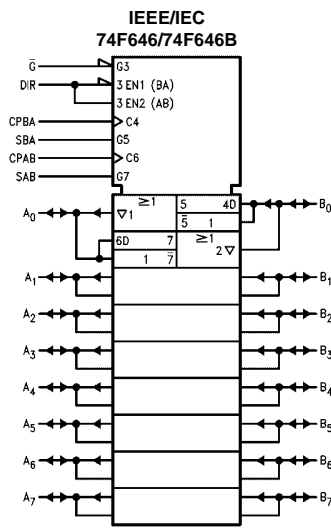 IEEE/IEC
74F646/74F646B
G̅ G3
DIR 3 EN1 (BA)
3 EN2 (AB)
CPBA C4
SBA G5
CPAB C6
SAB G7
A₀ ≥1 5 4D B₀
▽1 5̅ 1
6D 7 ≥1
1 7̅ 2▽
A₁ B₁
A₂ B₂
A₃ B₃
A₄ B₄
A₅ B₅
A₆ B₆
A₇ B₇